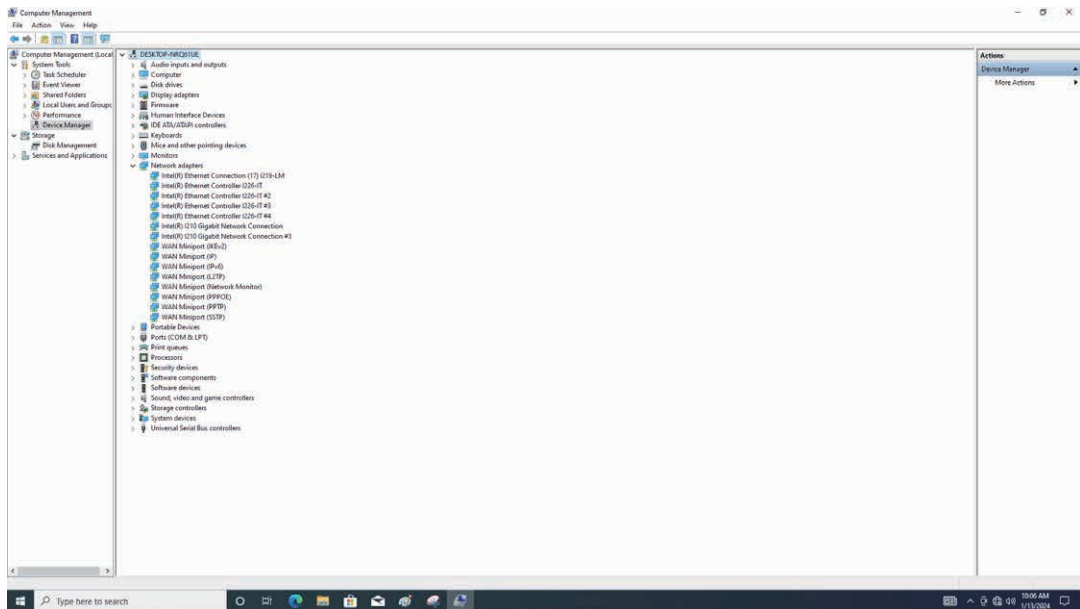 Computer Management
File Action View Help
Computer Management (Local
System Tools
Task Scheduler
Event Viewer
Shared Folders
Local Users and Groups
Performance
Device Manager
Storage
Disk Management
Services and Applications
DESKTOP-NRQ61UE
Audio inputs and outputs
Computer
Disk drives
Display adapters
Firmware
Human Interface Devices
IDE ATA/ATAPI controllers
Keyboards
Mice and other pointing devices
Monitors
Network adapters
Intel(R) Ethernet Connection (17) I219-LM
Intel(R) Ethernet Controller I226-IT
Intel(R) Ethernet Controller I226-IT #2
Intel(R) Ethernet Controller I226-IT #3
Intel(R) Ethernet Controller I226-IT #4
Intel(R) I210 Gigabit Network Connection
Intel(R) I210 Gigabit Network Connection #3
WAN Miniport (IKEv2)
WAN Miniport (IP)
WAN Miniport (IPv6)
WAN Miniport (L2TP)
WAN Miniport (Network Monitor)
WAN Miniport (PPPOE)
WAN Miniport (PPTP)
WAN Miniport (SSTP)
Portable Devices
Ports (COM & LPT)
Print queues
Processors
Security devices
Software components
Software devices
Sound, video and game controllers
Storage controllers
System devices
Universal Serial Bus controllers
Actions
Device Manager
More Actions
Type here to search
10:06 AM
1/13/2024